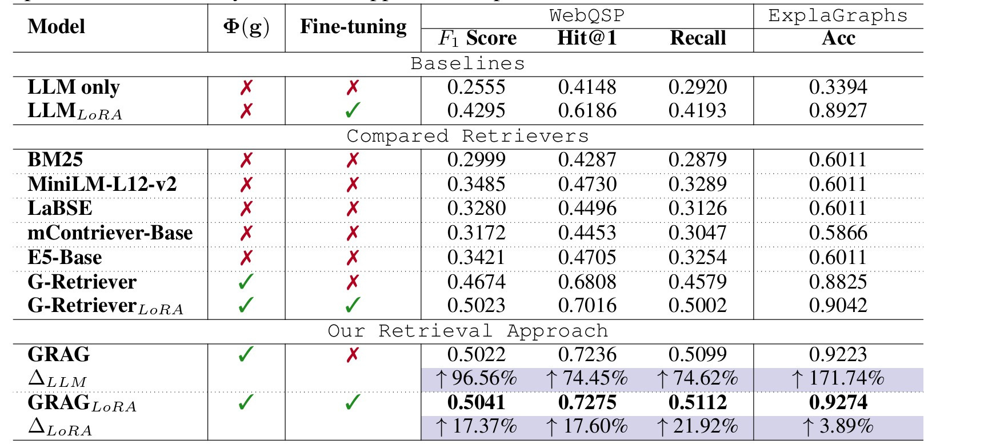 Model Φ(g) Fine-tuning WebQSP ExplaGraphs
F1 Score Hit@1 Recall Acc
Baselines
LLM only ✗ ✗ 0.2555 0.4148 0.2920 0.3394
LLM LoRA ✗ ✓ 0.4295 0.6186 0.4193 0.8927
Compared Retrievers
BM25 ✗ ✗ 0.2999 0.4287 0.2879 0.6011
MiniLM-L12-v2 ✗ ✗ 0.3485 0.4730 0.3289 0.6011
LaBSE ✗ ✗ 0.3280 0.4496 0.3126 0.6011
mContriever-Base ✗ ✗ 0.3172 0.4453 0.3047 0.5866
E5-Base ✗ ✗ 0.3421 0.4705 0.3254 0.6011
G-Retriever ✓ ✗ 0.4674 0.6808 0.4579 0.8825
G-Retriever LoRA ✓ ✓ 0.5023 0.7016 0.5002 0.9042
Our Retrieval Approach
GRAG ✓ ✗ 0.5022 0.7236 0.5099 0.9223
Δ LLM ↑ 96.56% ↑ 74.45% ↑ 74.62% ↑ 171.74%
GRAG LoRA ✓ ✓ 0.5041 0.7275 0.5112 0.9274
Δ LoRA ↑ 17.37% ↑ 17.60% ↑ 21.92% ↑ 3.89%